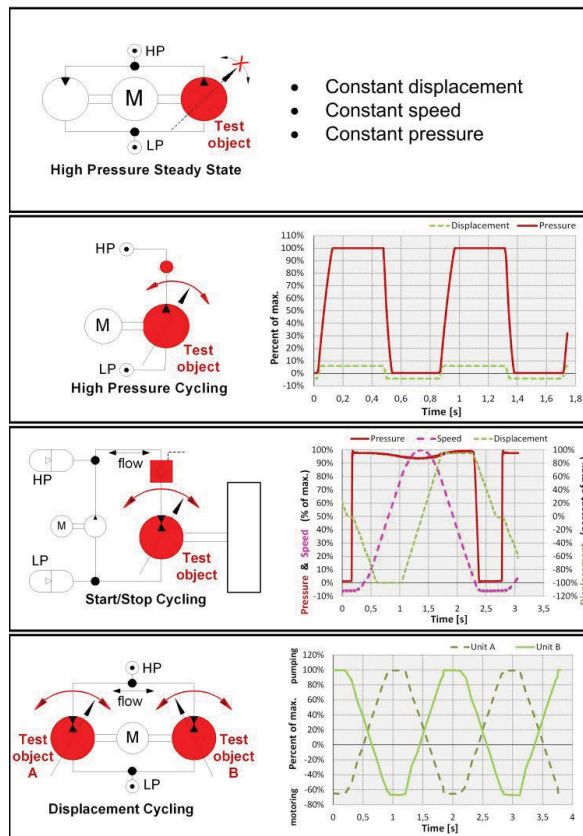 HP
M
Test
object
LP
High Pressure Steady State
• Constant displacement
• Constant speed
• Constant pressure
HP
M
Test
object
LP
High Pressure Cycling
Displacement Pressure
Percent of max.
110%
100%
90%
80%
70%
60%
50%
40%
30%
20%
10%
0%
-10%
0 0,2 0,4 0,6 0,8 1 1,2 1,4 1,6 1,8
Time [s]
flow
HP
M
LP
Test
object
Start/Stop Cycling
Pressure Speed Displacement
Pressure & Speed (% of max.)
100%
90%
80%
70%
60%
50%
40%
30%
20%
10%
0%
100%
80%
60%
40%
20%
0%
-20%
-40%
-60%
-80%
-100%
-120%
0 0,5 1 1,5 2 2,5 3 3,5
Time [s]
HP
flow
M
Test
object
A
Test
object
B
LP
Displacement Cycling
Unit A Unit B
pumping
Percent of max.
motoring
120%
100%
80%
60%
40%
20%
0%
-20%
-40%
-60%
-80%
0 0,5 1 1,5 2 2,5 3 3,5 4
Time [s]